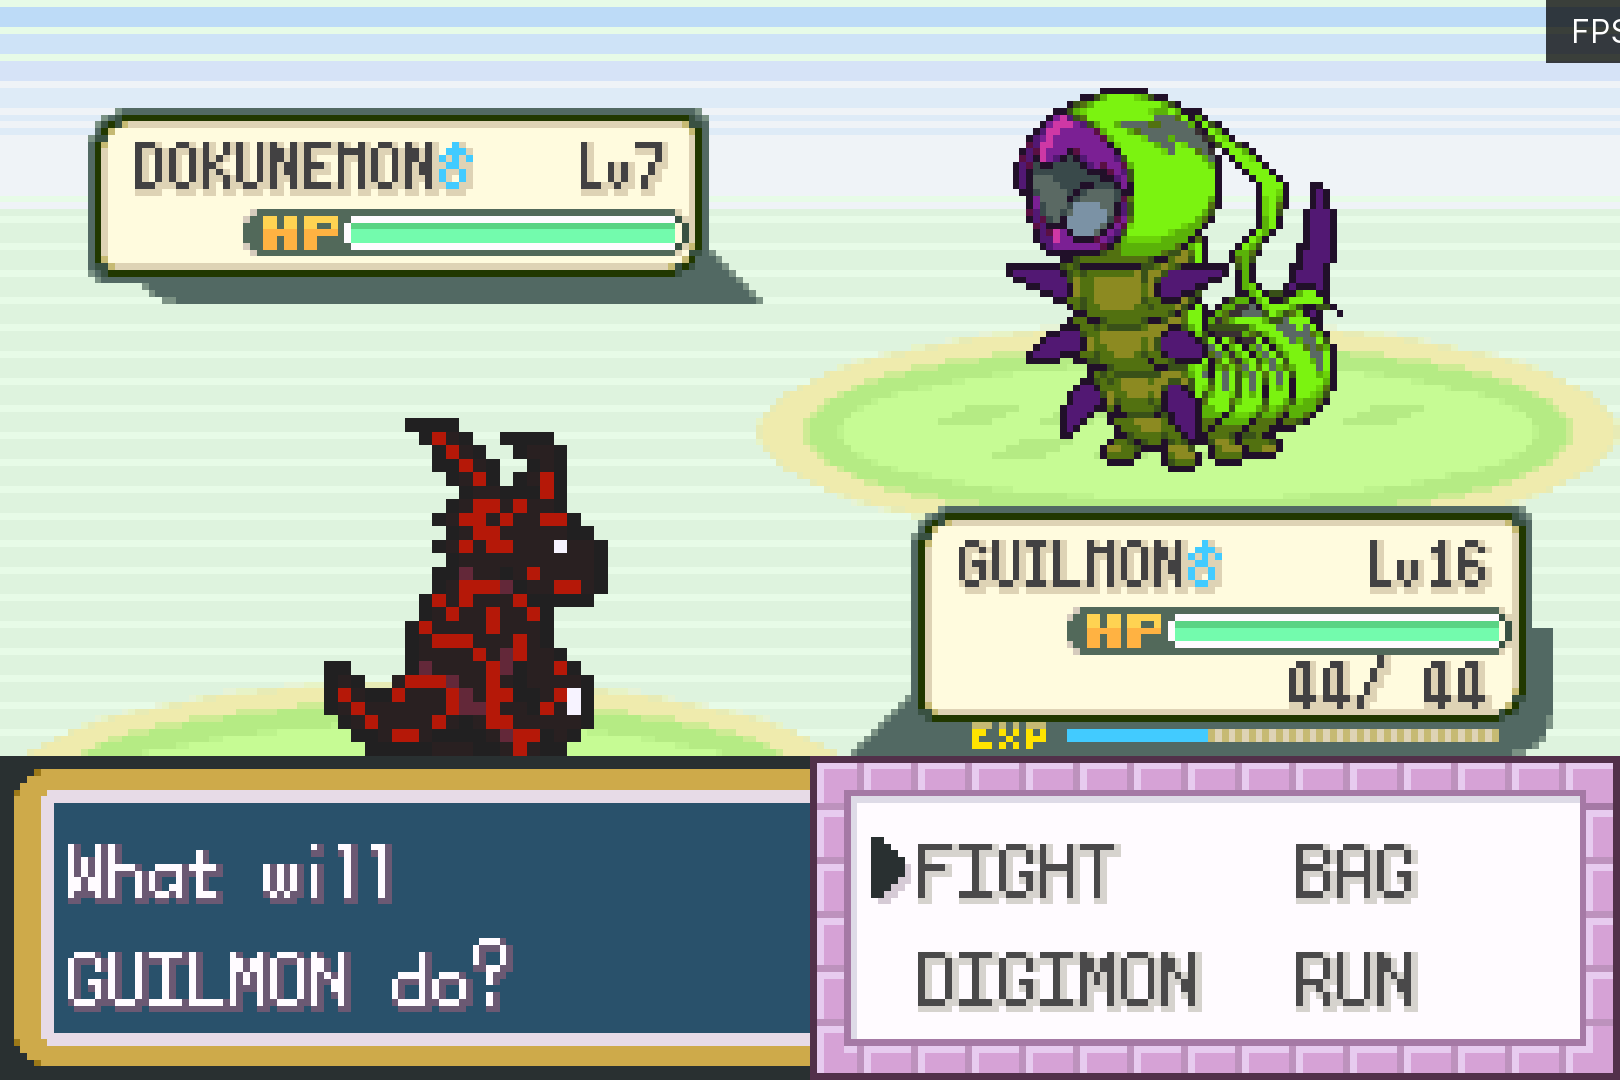 FPS
DOKUNEMON♂ Lv7
HP
GUILMON♂ Lv16
HP
44/ 44
EXP
What will
GUILMON do?
FIGHT BAG
DIGIMON RUN